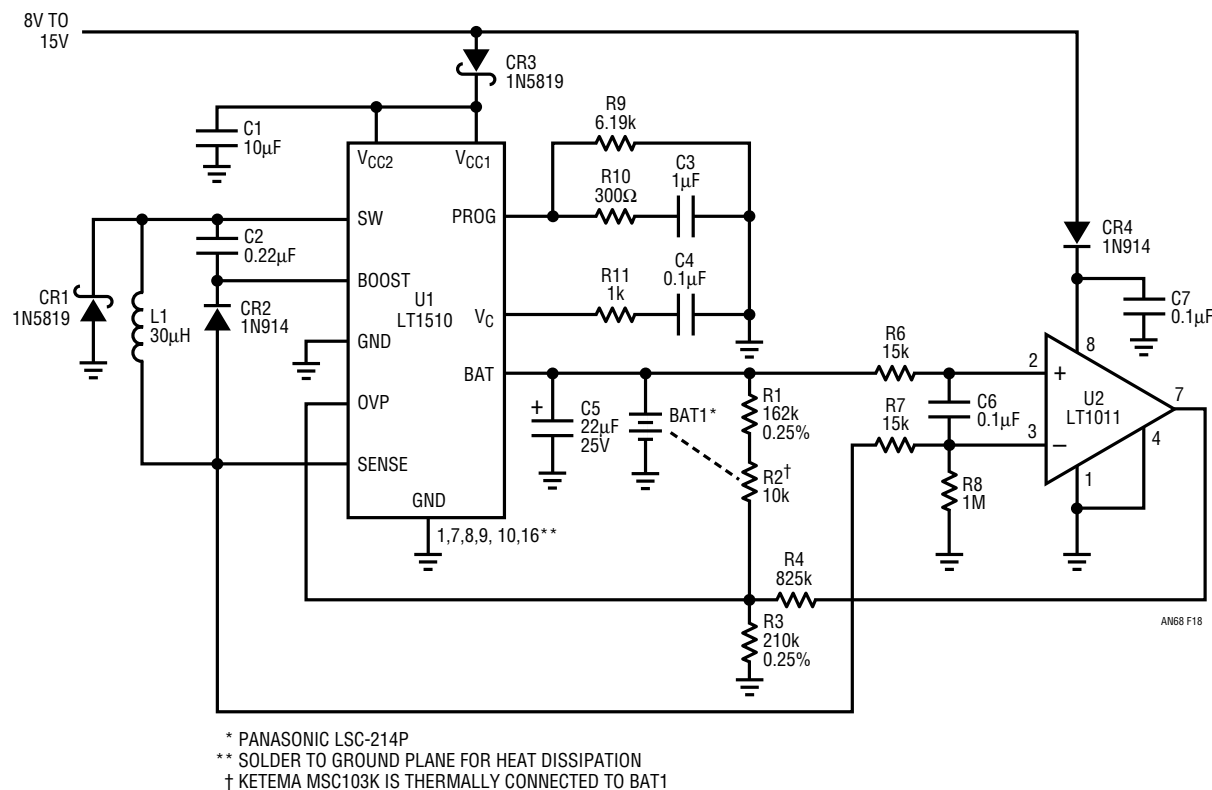 8V TO
15V
CR3
1N5819
C1
10µF
VCC2
VCC1
R9
6.19k
R10
300Ω
C3
1µF
SW
PROG
C2
0.22µF
CR4
1N914
BOOST
R11
1k
C4
0.1µF
CR1
1N5819
L1
30µH
CR2
1N914
U1
LT1510
VC
C7
0.1µF
GND
BAT
R6
15k
8
2
+
U2
LT1011
7
OVP
+
C5
22µF
25V
BAT1*
R1
162k
0.25%
R7
15k
C6
0.1µF
3
–
4
SENSE
R2†
10k
R8
1M
1
GND
1,7,8,9, 10,16**
R4
825k
AN68 F18
R3
210k
0.25%
* PANASONIC LSC-214P
** SOLDER TO GROUND PLANE FOR HEAT DISSIPATION
† KETEMA MSC103K IS THERMALLY CONNECTED TO BAT1